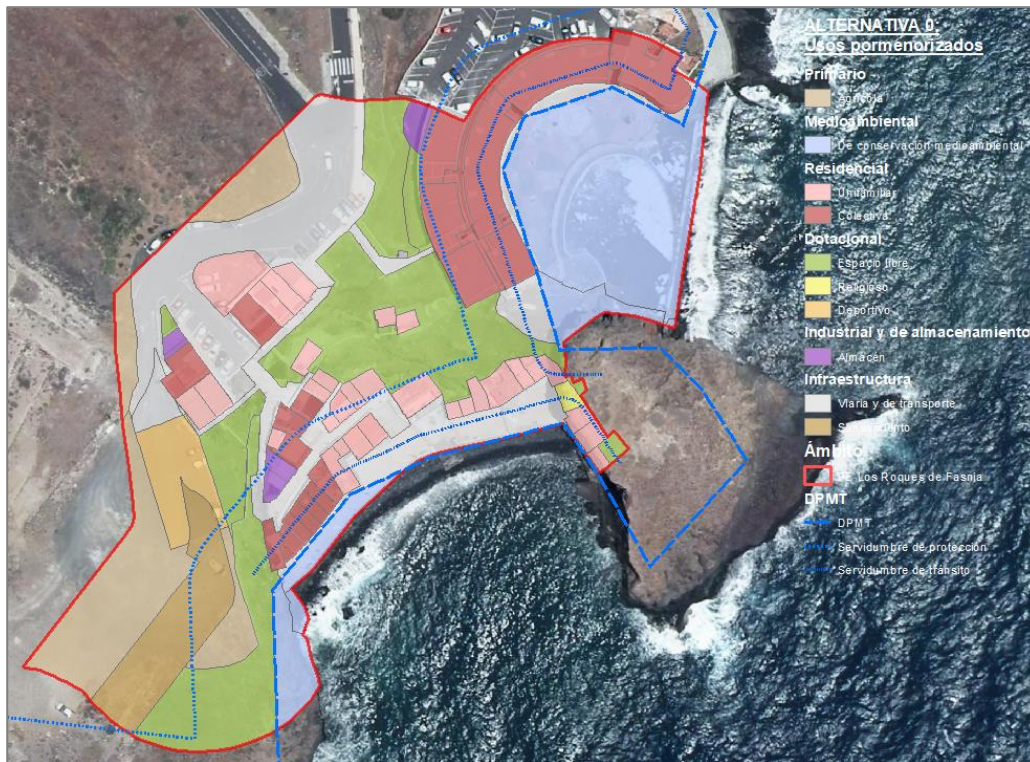 ALTERNATIVA 0.
Usos pormenorizados
Primario
Agrícola
Medioambiental
De conservación medioambiental
Residencial
Unifamiliar
Colectiva
Dotacional
Espacio libre
Religioso
Deportivo
Industrial y de almacenamiento
Almacén
Infraestructura
Viaria y de transporte
Saneamiento
Ámbito
PE Los Roques de Fasnia
DPMT
DPMT
Servidumbre de protección
Servidumbre de tránsito